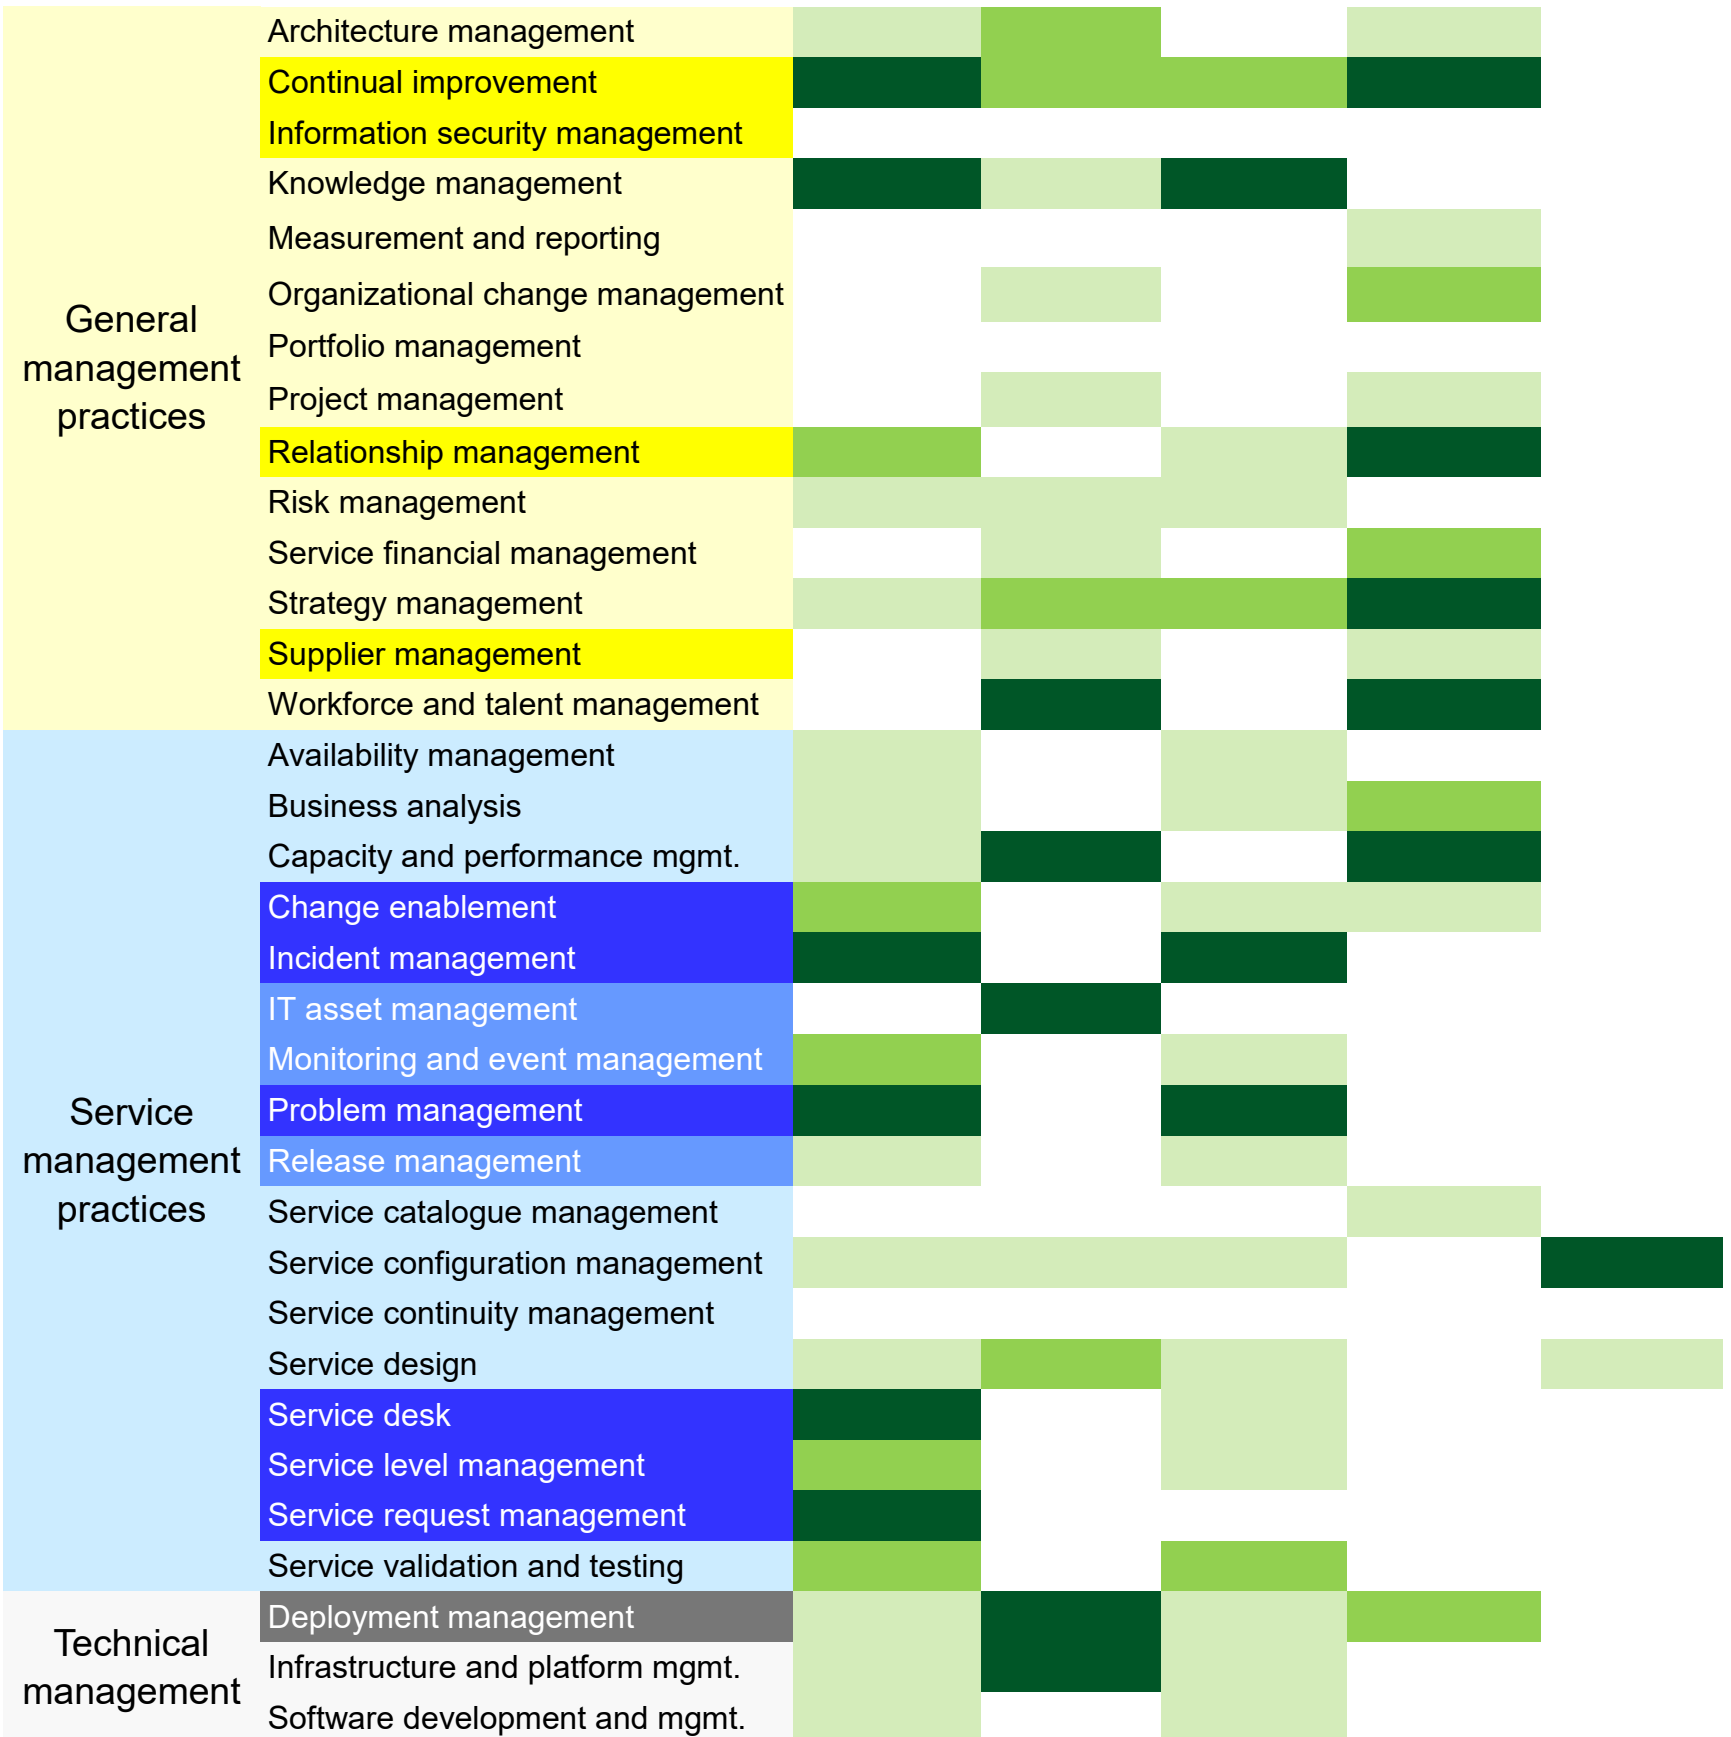 General
management
practices
Architecture management
Continual improvement
Information security management
Knowledge management
Measurement and reporting
Organizational change management
Portfolio management
Project management
Relationship management
Risk management
Service financial management
Strategy management
Supplier management
Workforce and talent management
Service
management
practices
Availability management
Business analysis
Capacity and performance mgmt.
Change enablement
Incident management
IT asset management
Monitoring and event management
Problem management
Release management
Service catalogue management
Service configuration management
Service continuity management
Service design
Service desk
Service level management
Service request management
Service validation and testing
Technical
management
Deployment management
Infrastructure and platform mgmt.
Software development and mgmt.